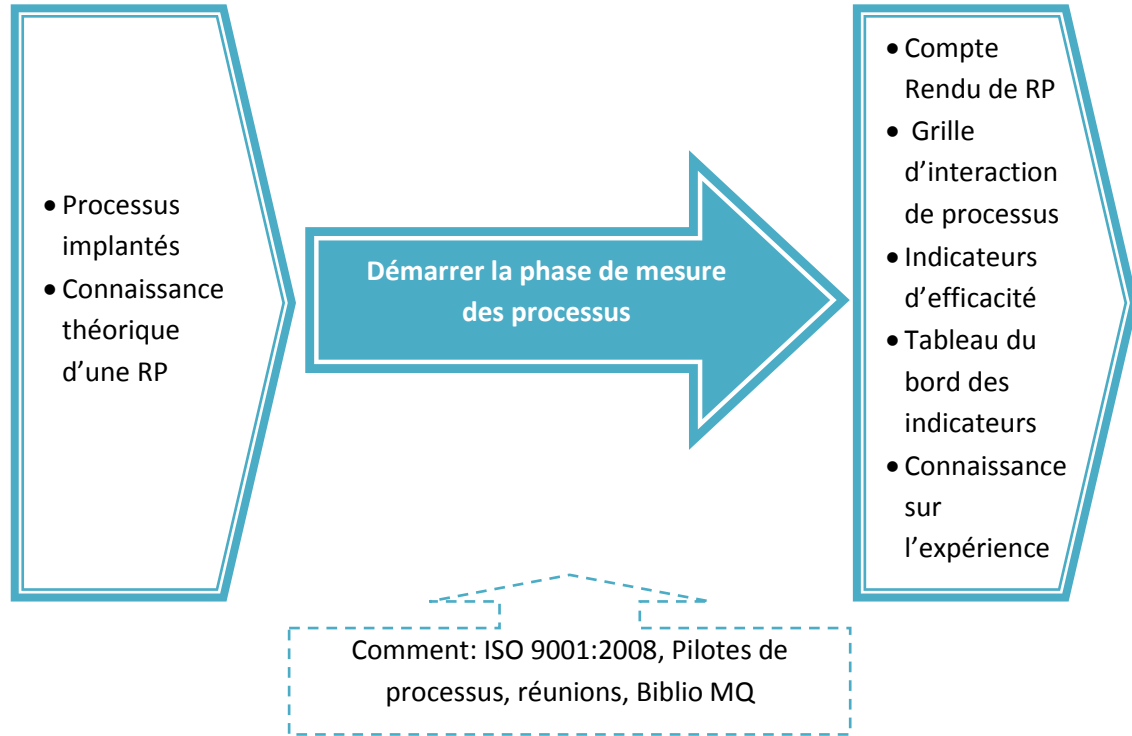 • Processus
implantés
• Connaissance
théorique
d’une RP
Démarrer la phase de mesure
des processus
• Compte
Rendu de RP
• Grille
d’interaction
de processus
• Indicateurs
d’efficacité
• Tableau du
bord des
indicateurs
• Connaissance
sur
l’expérience
Comment: ISO 9001:2008, Pilotes de
processus, réunions, Biblio MQ